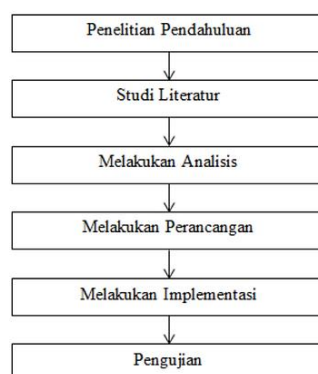 Penelitian Pendahuluan
Studi Literatur
Melakukan Analisis
Melakukan Perancangan
Melakukan Implementasi
Pengujian